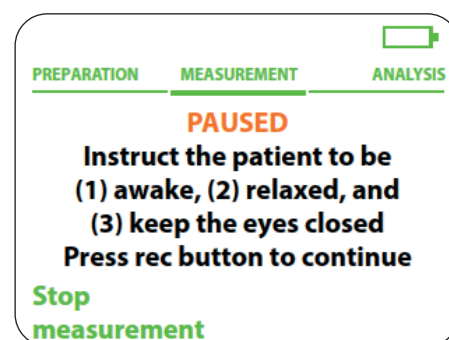 PREPARATION MEASUREMENT ANALYSIS
PAUSED
Instruct the patient to be
(1) awake, (2) relaxed, and
(3) keep the eyes closed
Press rec button to continue
Stop
measurement